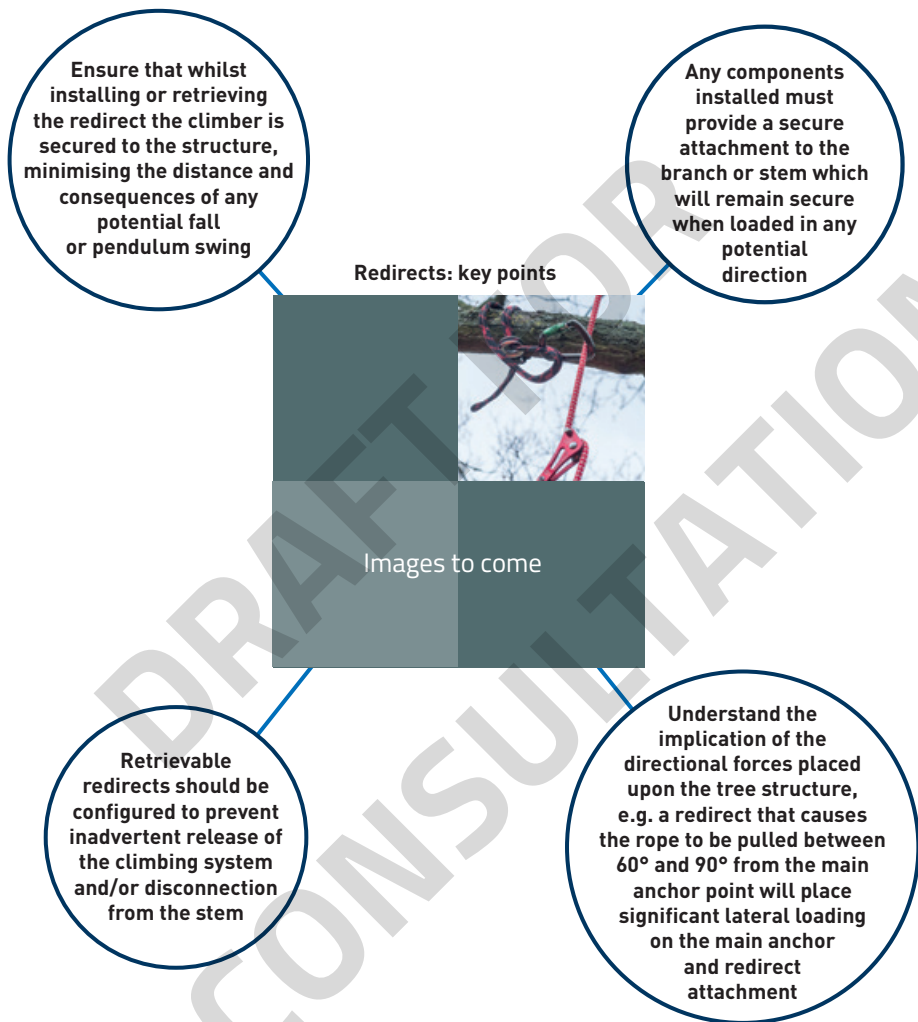 Ensure that whilst
installing or retrieving
the redirect the climber is
secured to the structure,
minimising the distance and
consequences of any
potential fall
or pendulum swing
Any components
installed must
provide a secure
attachment to the
branch or stem which
will remain secure
when loaded in any
potential
direction
Redirects: key points
Images to come
Retrievable
redirects should be
configured to prevent
inadvertent release of
the climbing system
and/or disconnection
from the stem
Understand the
implication of the
directional forces placed
upon the tree structure,
e.g. a redirect that causes
the rope to be pulled between
60° and 90° from the main
anchor point will place
significant lateral loading
on the main anchor
and redirect
attachment
DRAFT FOR
CONSULTATION